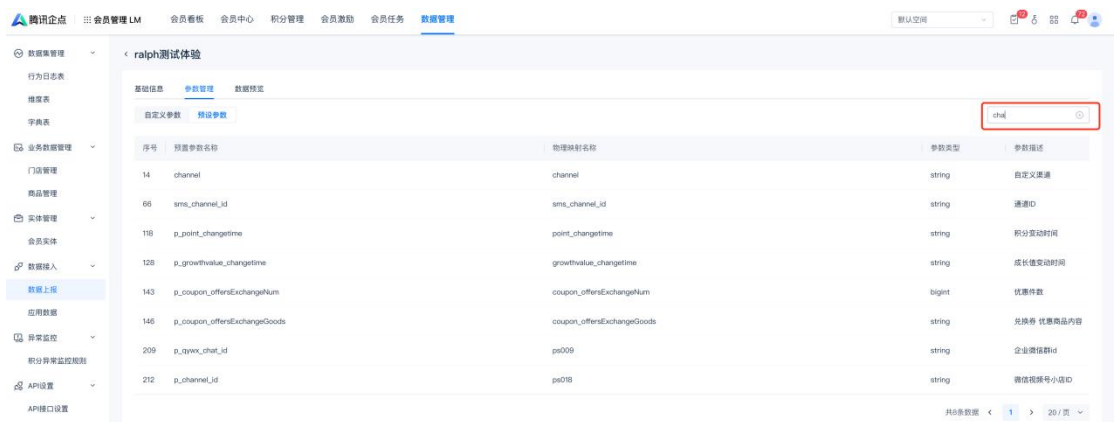 腾讯企点 会员管理 LM 会员看板 会员中心 积分管理 会员激励 会员任务 数据管理 默认空间 12 72
数据集管理
行为日志表
维度表
字典表
业务数据管理
门店管理
商品管理
实体管理
会员实体
数据接入
数据上报
应用数据
异常监控
积分异常监控规则
API设置
API接口设置
ralph测试体验
基础信息 参数管理 数据预览
自定义参数 预设参数 cha
序号 预置参数名称 物理映射名称 参数类型 参数描述
14 channel channel string 自定义渠道
66 sms_channel_id sms_channel_id string 通道ID
118 p_point_changetime point_changetime string 积分变动时间
128 p_growthvalue_changetime growthvalue_changetime string 成长值变动时间
143 p_coupon_offersExchangeNum coupon_offersExchangeNum bigint 优惠件数
146 p_coupon_offersExchangeGoods coupon_offersExchangeGoods string 兑换券 优惠商品内容
209 p_qywx_chat_id ps009 string 企业微信群id
212 p_channel_id ps018 string 微信视频号小店ID
共8条数据 1 20 / 页